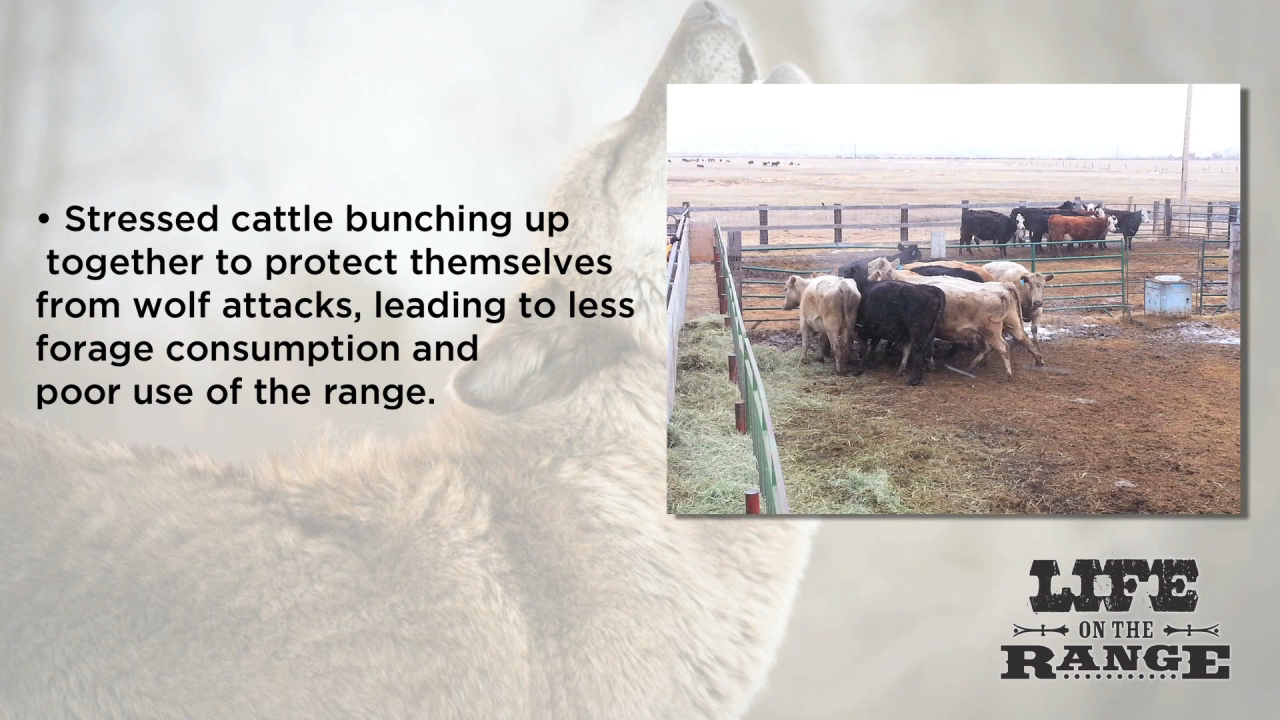 • Stressed cattle bunching up
together to protect themselves
from wolf attacks, leading to less
forage consumption and
poor use of the range.
LIFE
ON THE
RANGE